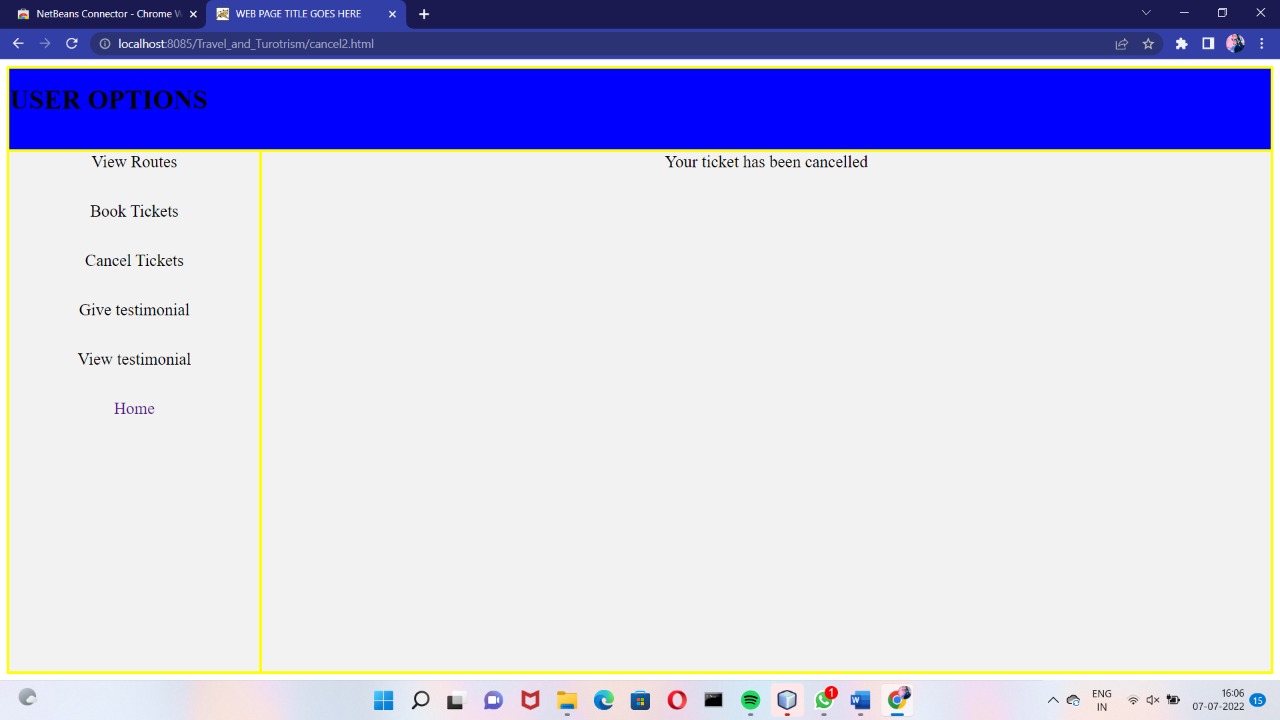 NetBeans Connector - Chrome W
WEB PAGE TITLE GOES HERE
localhost:8085/Travel_and_Turotrism/cancel2.html
USER OPTIONS
View Routes
Your ticket has been cancelled
Book Tickets
Cancel Tickets
Give testimonial
View testimonial
Home
1
ENG
IN
16:06
07-07-2022
15